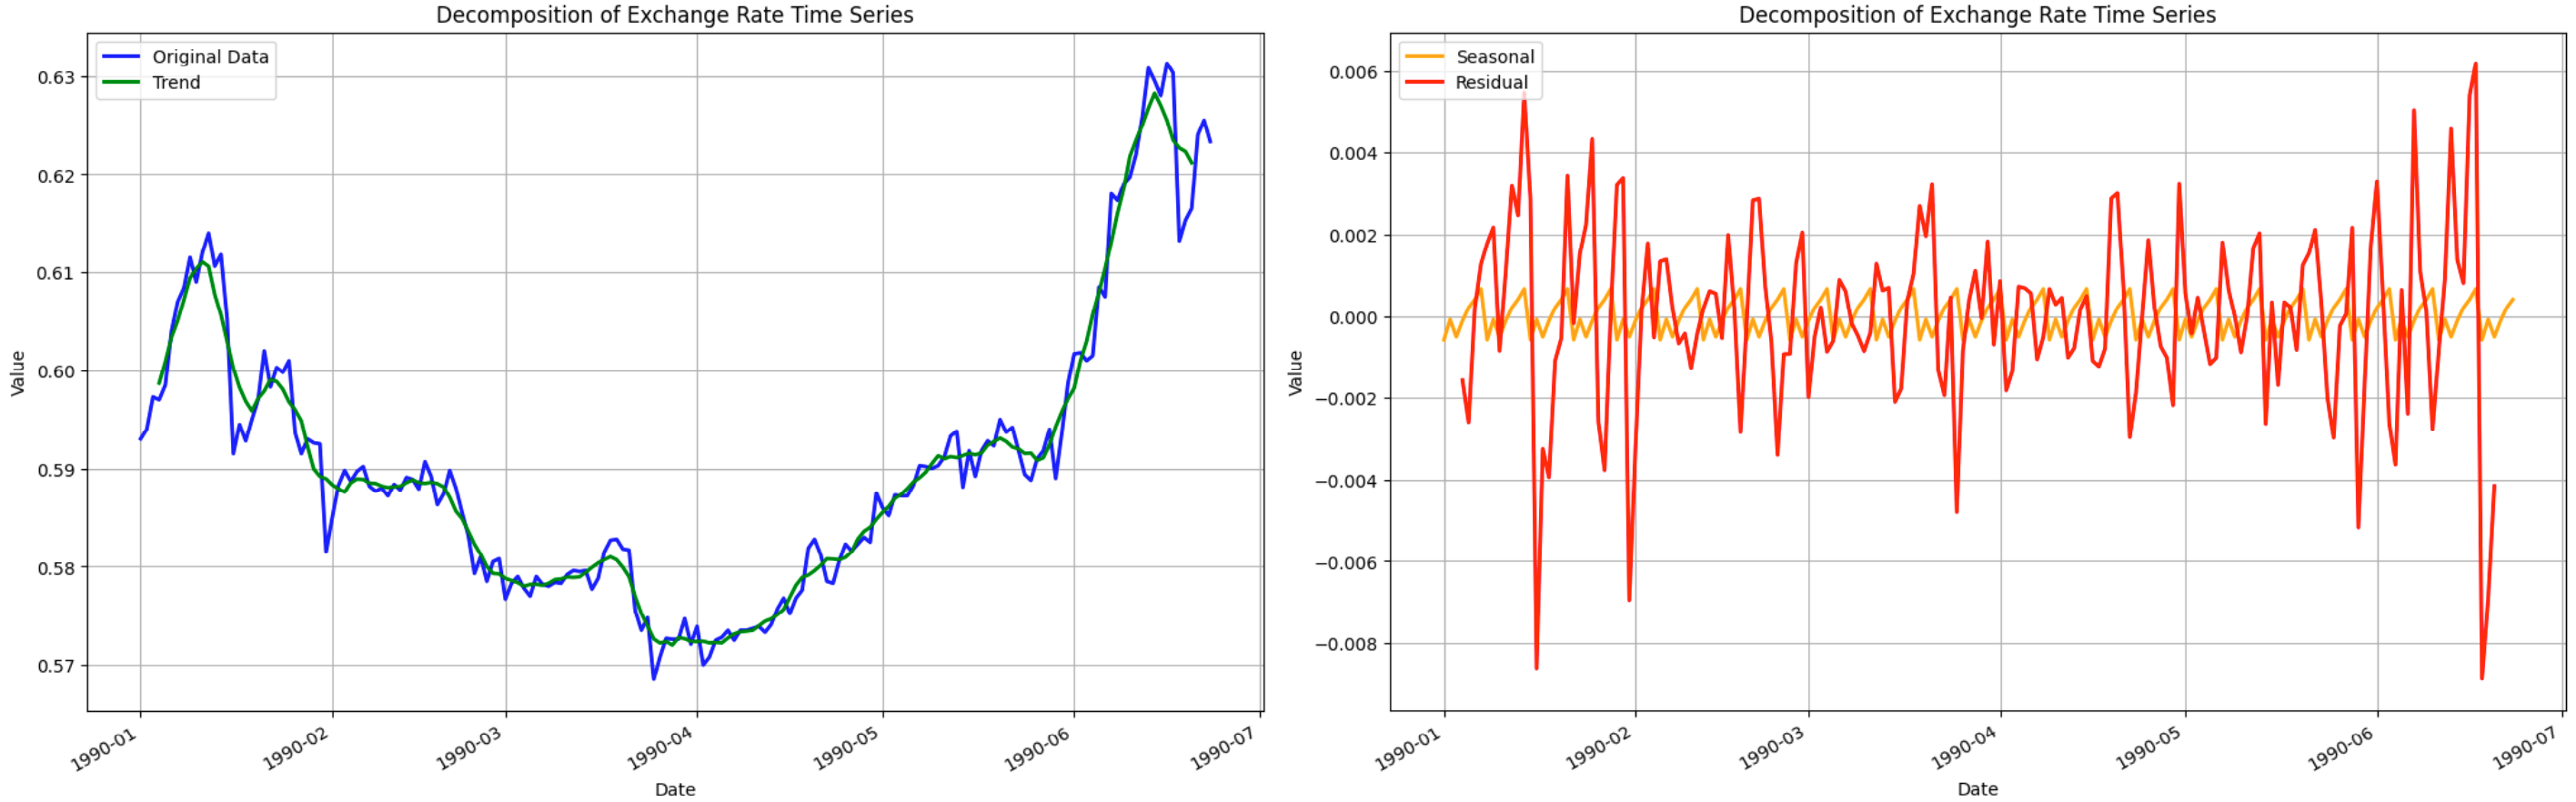 Decomposition of Exchange Rate Time Series
Original Data
Trend
0.63
0.62
0.61
0.60
0.59
0.58
0.57
Value
1990-01
1990-02
1990-03
1990-04
1990-05
1990-06
1990-07
Date
Decomposition of Exchange Rate Time Series
Seasonal
Residual
0.006
0.004
0.002
0.000
−0.002
−0.004
−0.006
−0.008
Value
1990-01
1990-02
1990-03
1990-04
1990-05
1990-06
1990-07
Date